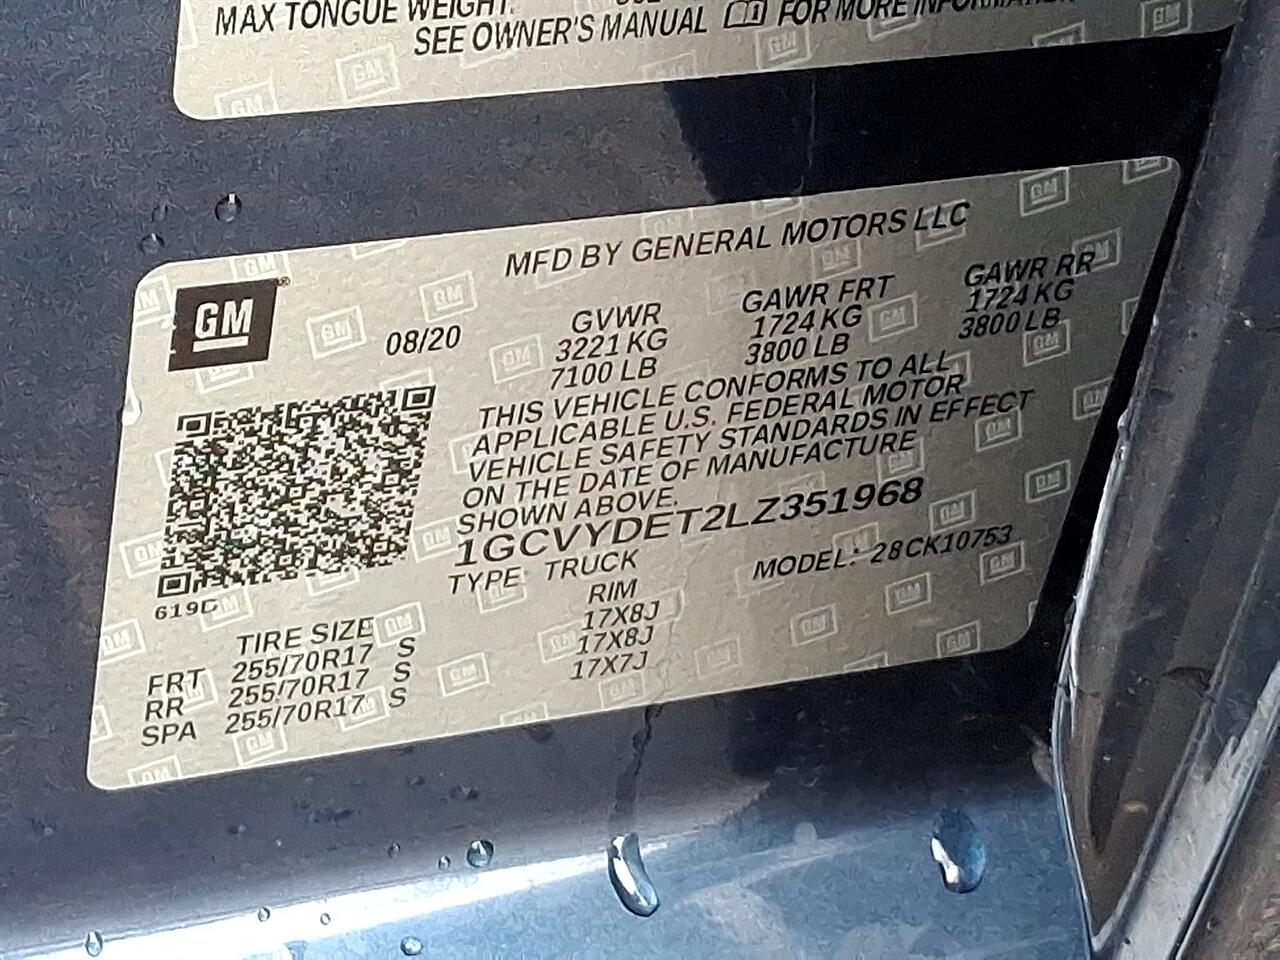 MAX TONGUE WEIGHT:
SEE OWNER'S MANUAL FOR MORE INFORMATION
MFD BY GENERAL MOTORS LLC
GM®
08/20
GVWR GAWR FRT GAWR RR
3221 KG 1724 KG 1724 KG
7100 LB 3800 LB 3800 LB
THIS VEHICLE CONFORMS TO ALL
APPLICABLE U.S. FEDERAL MOTOR
VEHICLE SAFETY STANDARDS IN EFFECT
ON THE DATE OF MANUFACTURE
SHOWN ABOVE.
1GCVYDET2LZ351968
TYPE TRUCK MODEL: 28CK10753
619D
TIRE SIZE RIM
FRT 255/70R17 S 17X8J
RR 255/70R17 S 17X8J
SPA 255/70R17 S 17X7J